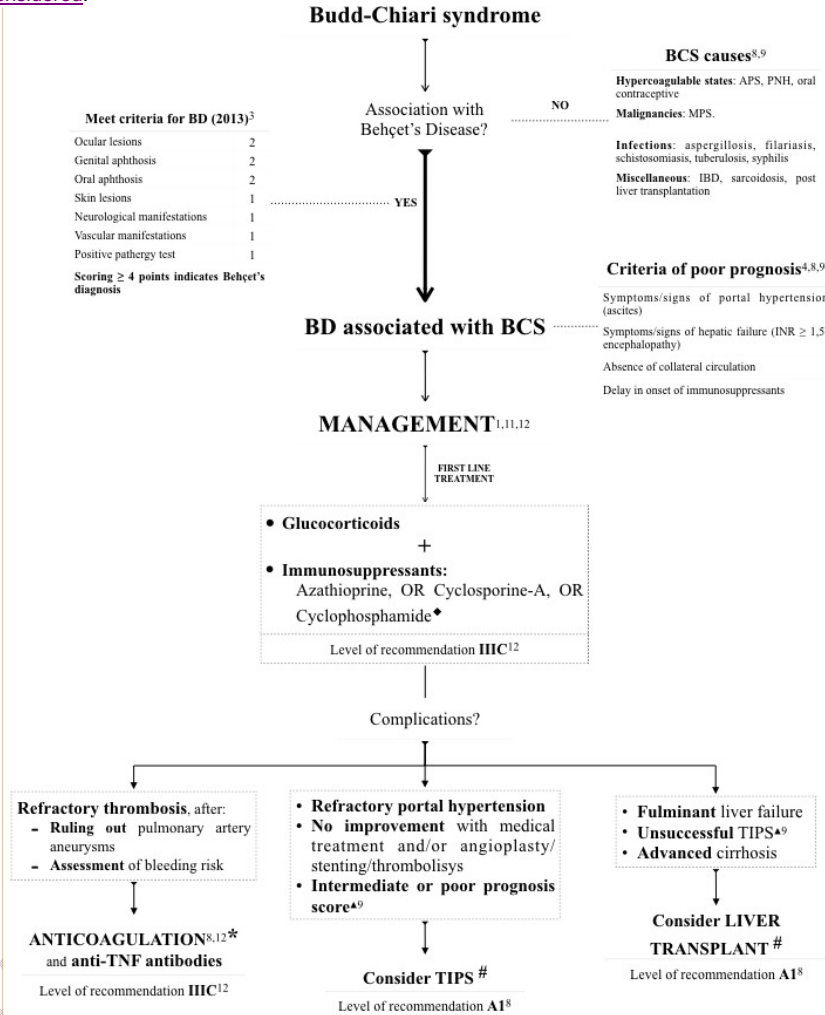 onsidered.
Budd-Chiari syndrome
Association with
Behçet's Disease?
NO
BCS causes8,9
Hypercoagulable states: APS, PNH, oral
contraceptive
Malignancies: MPS.
Infections: aspergillosis, filariasis,
schistosomiasis, tuberulosis, syphilis
Miscellaneous: IBD, sarcoidosis, post
liver transplantation
Meet criteria for BD (2013)3
Ocular lesions 2
Genital aphthosis 2
Oral aphthosis 2
Skin lesions 1
Neurological manifestations 1
Vascular manifestations 1
Positive pathergy test 1
Scoring ≥ 4 points indicates Behçet's
diagnosis
YES
BD associated with BCS
Criteria of poor prognosis4,8,9
Symptoms/signs of portal hypertension
(ascites)
Symptoms/signs of hepatic failure (INR ≥ 1,5
encephalopathy)
Absence of collateral circulation
Delay in onset of immunosuppressants
MANAGEMENT1,11,12
FIRST LINE
TREATMENT
• Glucocorticoids
+
• Immunosuppressants:
Azathioprine, OR Cyclosporine-A, OR
Cyclophosphamide◆
Level of recommendation IIIC12
Complications?
Refractory thrombosis, after:
- Ruling out pulmonary artery
aneurysms
- Assessment of bleeding risk
ANTICOAGULATION8,12*
and anti-TNF antibodies
Level of recommendation IIIC12
• Refractory portal hypertension
• No improvement with medical
treatment and/or angioplasty/
stenting/thrombolisys
• Intermediate or poor prognosis
score▲9
Consider TIPS #
Level of recommendation A18
• Fulminant liver failure
• Unsuccessful TIPS▲9
• Advanced cirrhosis
Consider LIVER
TRANSPLANT #
Level of recommendation A18